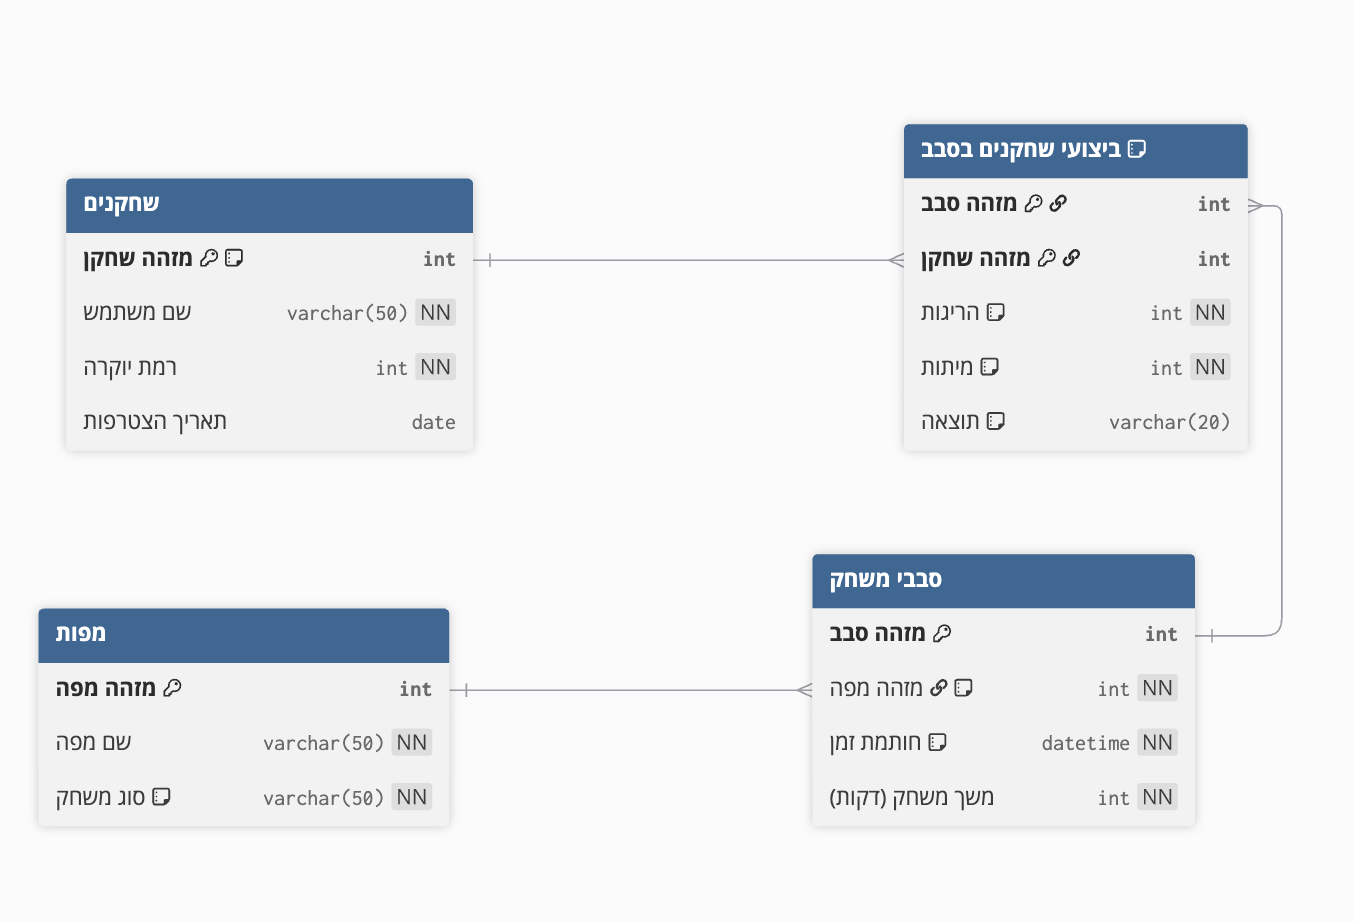 שחקנים
מזהה שחקן int
שם משתמש varchar(50) NN
רמת יוקרה int NN
תאריך הצטרפות date
ביצועי שחקנים בסבב
מזהה סבב int
מזהה שחקן int
הריגות int NN
מיתות int NN
תוצאה varchar(20)
מפות
מזהה מפה int
שם מפה varchar(50) NN
סוג משחק varchar(50) NN
סבבי משחק
מזהה סבב int
מזהה מפה int NN
חותמת זמן datetime NN
משך משחק (דקות) int NN